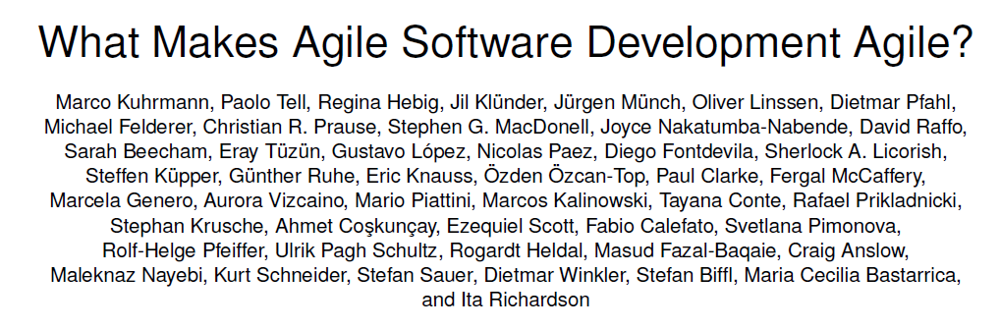 What Makes Agile Software Development Agile?
Marco Kuhrmann, Paolo Tell, Regina Hebig, Jil Klünder, Jürgen Münch, Oliver Linssen, Dietmar Pfahl,
Michael Felderer, Christian R. Prause, Stephen G. MacDonell, Joyce Nakatumba-Nabende, David Raffo,
Sarah Beecham, Eray Tüzün, Gustavo López, Nicolas Paez, Diego Fontdevila, Sherlock A. Licorish,
Steffen Küpper, Günther Ruhe, Eric Knauss, Özden Özcan-Top, Paul Clarke, Fergal McCaffery,
Marcela Genero, Aurora Vizcaino, Mario Piattini, Marcos Kalinowski, Tayana Conte, Rafael Prikladnicki,
Stephan Krusche, Ahmet Coşkunçay, Ezequiel Scott, Fabio Calefato, Svetlana Pimonova,
Rolf-Helge Pfeiffer, Ulrik Pagh Schultz, Rogardt Heldal, Masud Fazal-Baqaie, Craig Anslow,
Maleknaz Nayebi, Kurt Schneider, Stefan Sauer, Dietmar Winkler, Stefan Biffl, Maria Cecilia Bastarrica,
and Ita Richardson